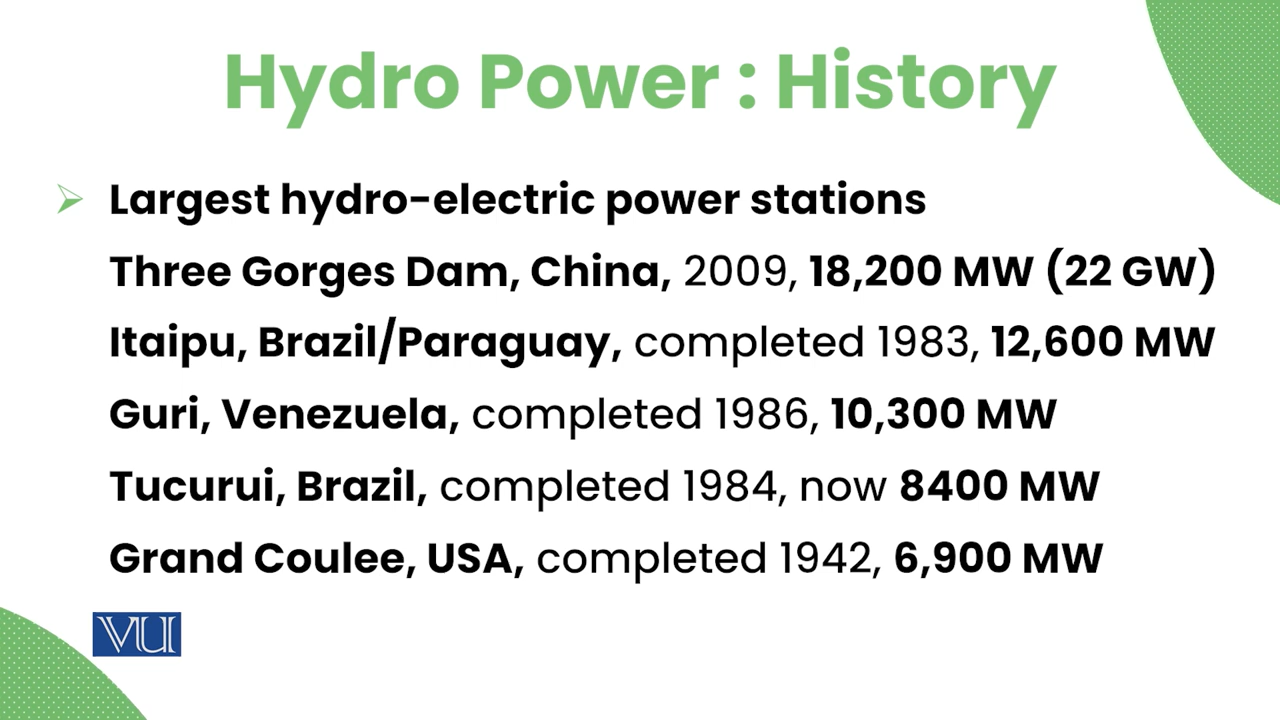 Hydro Power : History
Largest hydro-electric power stations
Three Gorges Dam, China, 2009, 18,200 MW (22 GW)
Itaipu, Brazil/Paraguay, completed 1983, 12,600 MW
Guri, Venezuela, completed 1986, 10,300 MW
Tucurui, Brazil, completed 1984, now 8400 MW
Grand Coulee, USA, completed 1942, 6,900 MW
VU